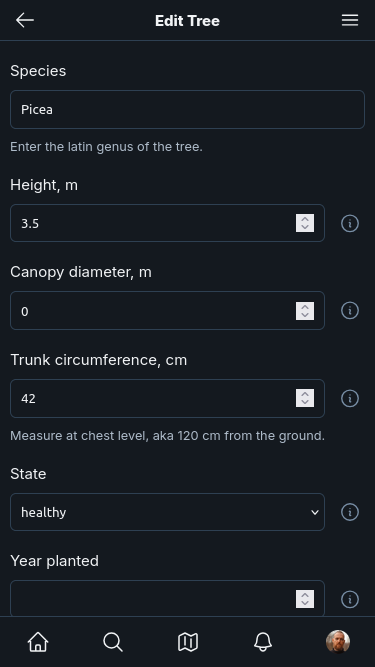 Edit Tree
Species
Picea
Enter the latin genus of the tree.
Height, m
3.5
Canopy diameter, m
0
Trunk circumference, cm
42
Measure at chest level, aka 120 cm from the ground.
State
healthy
Year planted